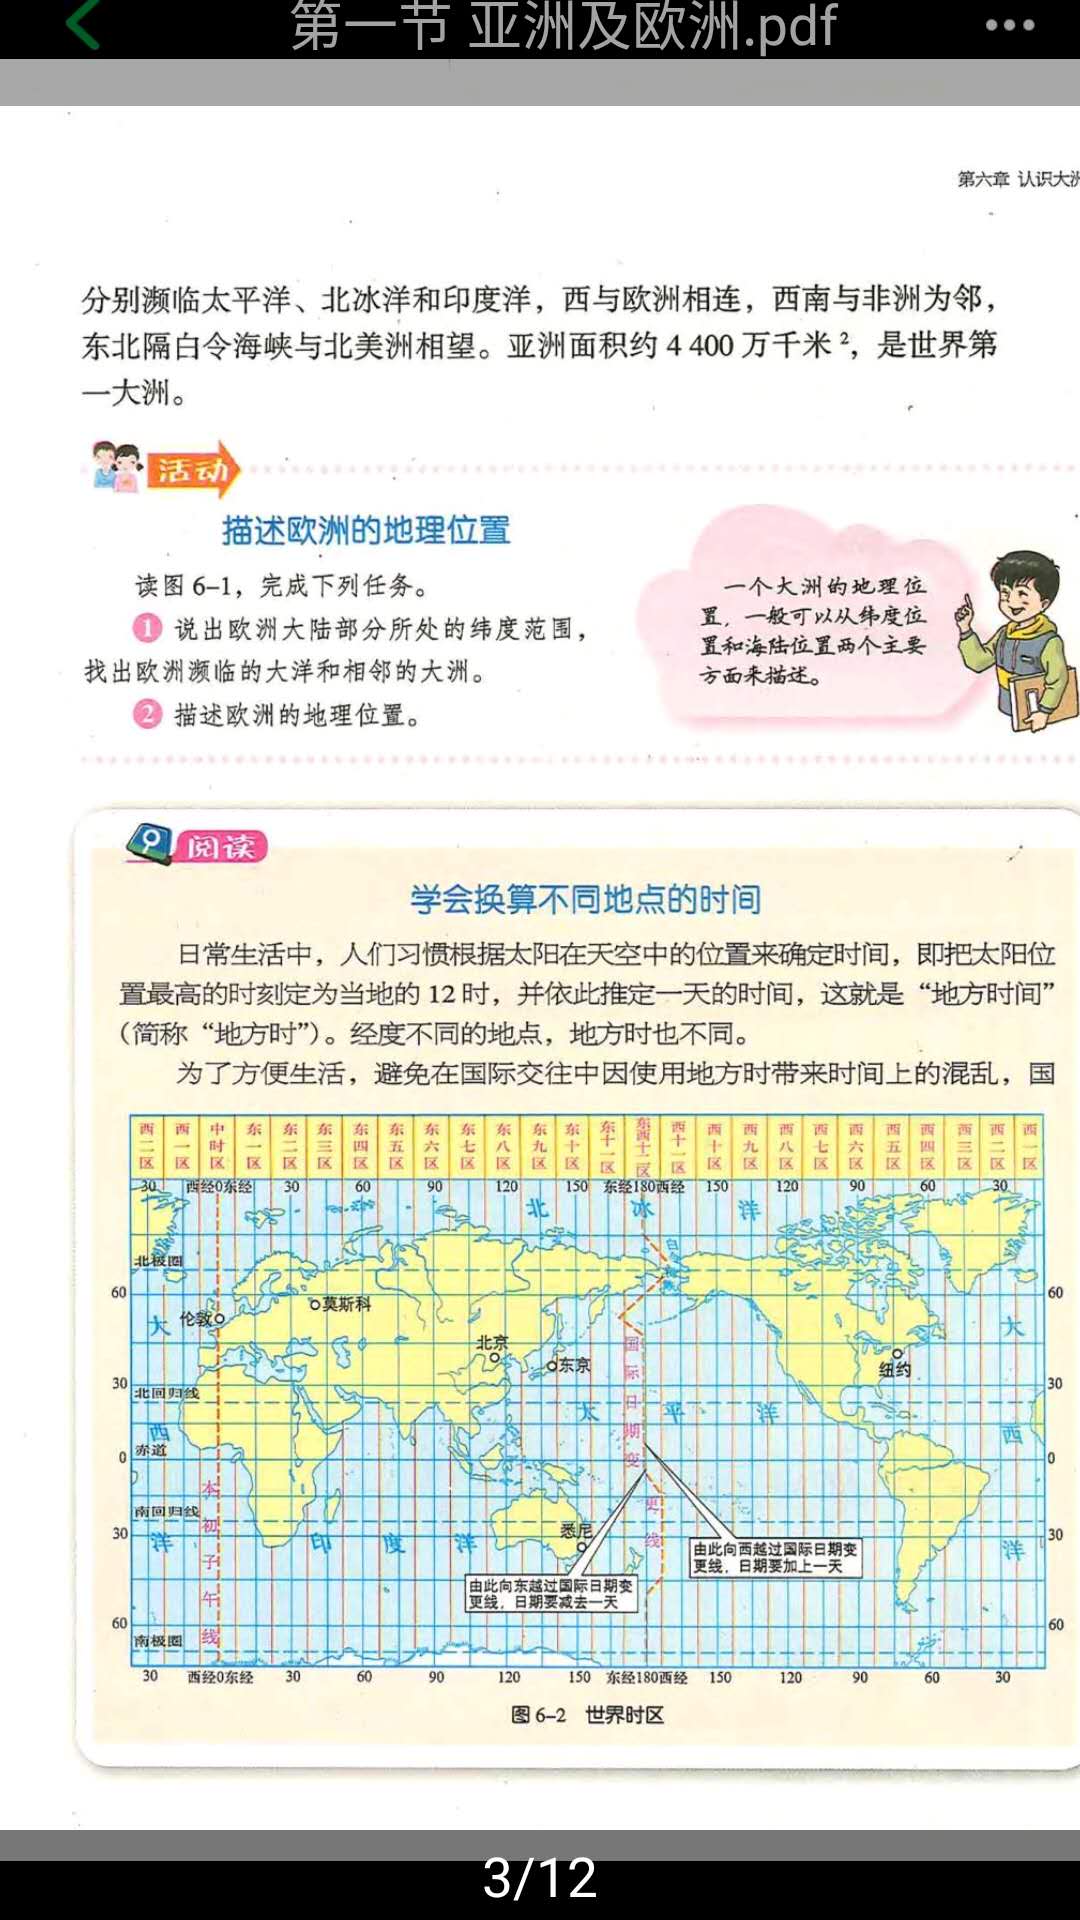 第一节 亚洲及欧洲.pdf
第六章 认识大
分别濒临太平洋、北冰洋和印度洋，西与欧洲相连，西南与非洲为邻，
东北隔白令海峡与北美洲相望。亚洲面积约 4 400 万千米²，是世界第
一大洲。
活动
描述欧洲的地理位置
读图 6-1，完成下列任务。
1 说出欧洲大陆部分所处的纬度范围，
找出欧洲濒临的大洋和相邻的大洲。
2 描述欧洲的地理位置。
一个大洲的地理位
置，一般可以从纬度位
置和海陆位置两个主要
方面来描述。
阅读
学会换算不同地点的时间
日常生活中，人们习惯根据太阳在天空中的位置来确定时间，即把太阳位
置最高的时刻定为当地的 12 时，并依此推定一天的时间，这就是“地方时间”
（简称“地方时”）。经度不同的地点，地方时也不同。
为了方便生活，避免在国际交往中因使用地方时带来时间上的混乱，国
西二区 西一区 中时区 东一区 东二区 东三区 东四区 东五区 东六区 东七区 东八区 东九区 东十区 东十一区 东西十二区 西十一区 西十区 西九区 西八区 西七区 西六区 西五区 西四区 西三区 西二区 西一区
30 西经0东经 30 60 90 120 150 东经180西经 150 120 90 60 30
北冰洋
白令海峡
北极圈
60 60
伦敦 莫斯科
北京 东京 纽约
30 30
北回归线
太平洋
大西洋 大西洋
0 赤道 0
本初子午线
国际日期变更线
南回归线
30 30
印度洋
悉尼
由此向西越过国际日期变
更线，日期要加上一天
由此向东越过国际日期变
更线，日期要减去一天
60 60
南极圈
30 西经0东经 30 60 90 120 150 东经180西经 150 120 90 60 30
图 6-2 世界时区
3/12